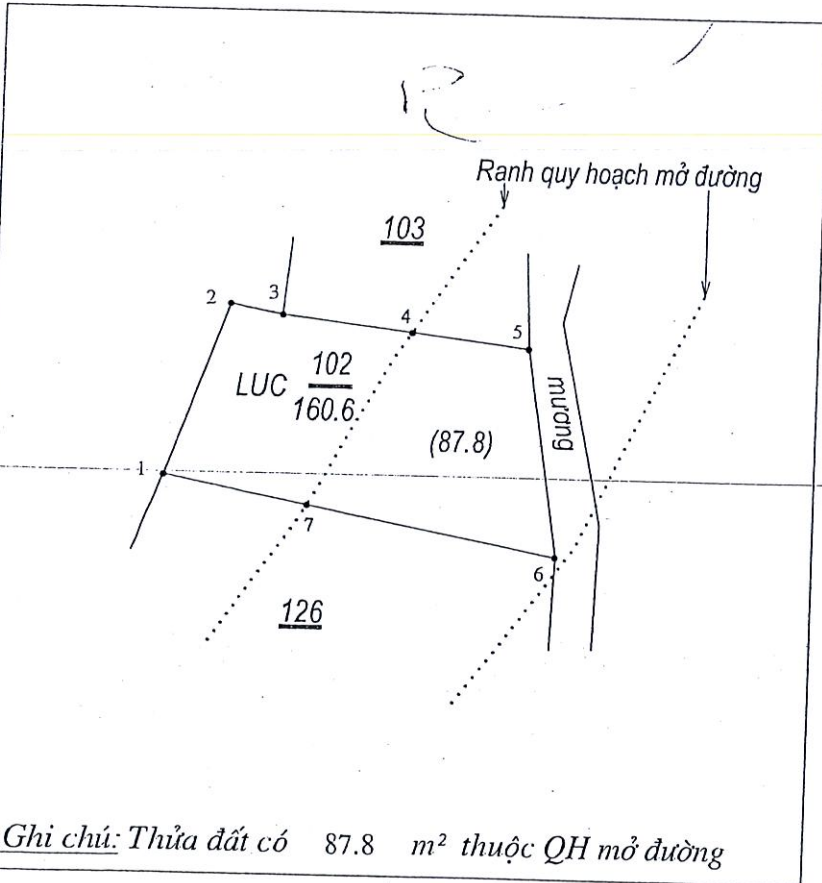 Ranh quy hoạch mở đường
103
2
3
4
5
LUC 102
160.6
(87.8)
mương
1
7
6
126
Ghi chú: Thửa đất có 87.8 m² thuộc QH mở đường